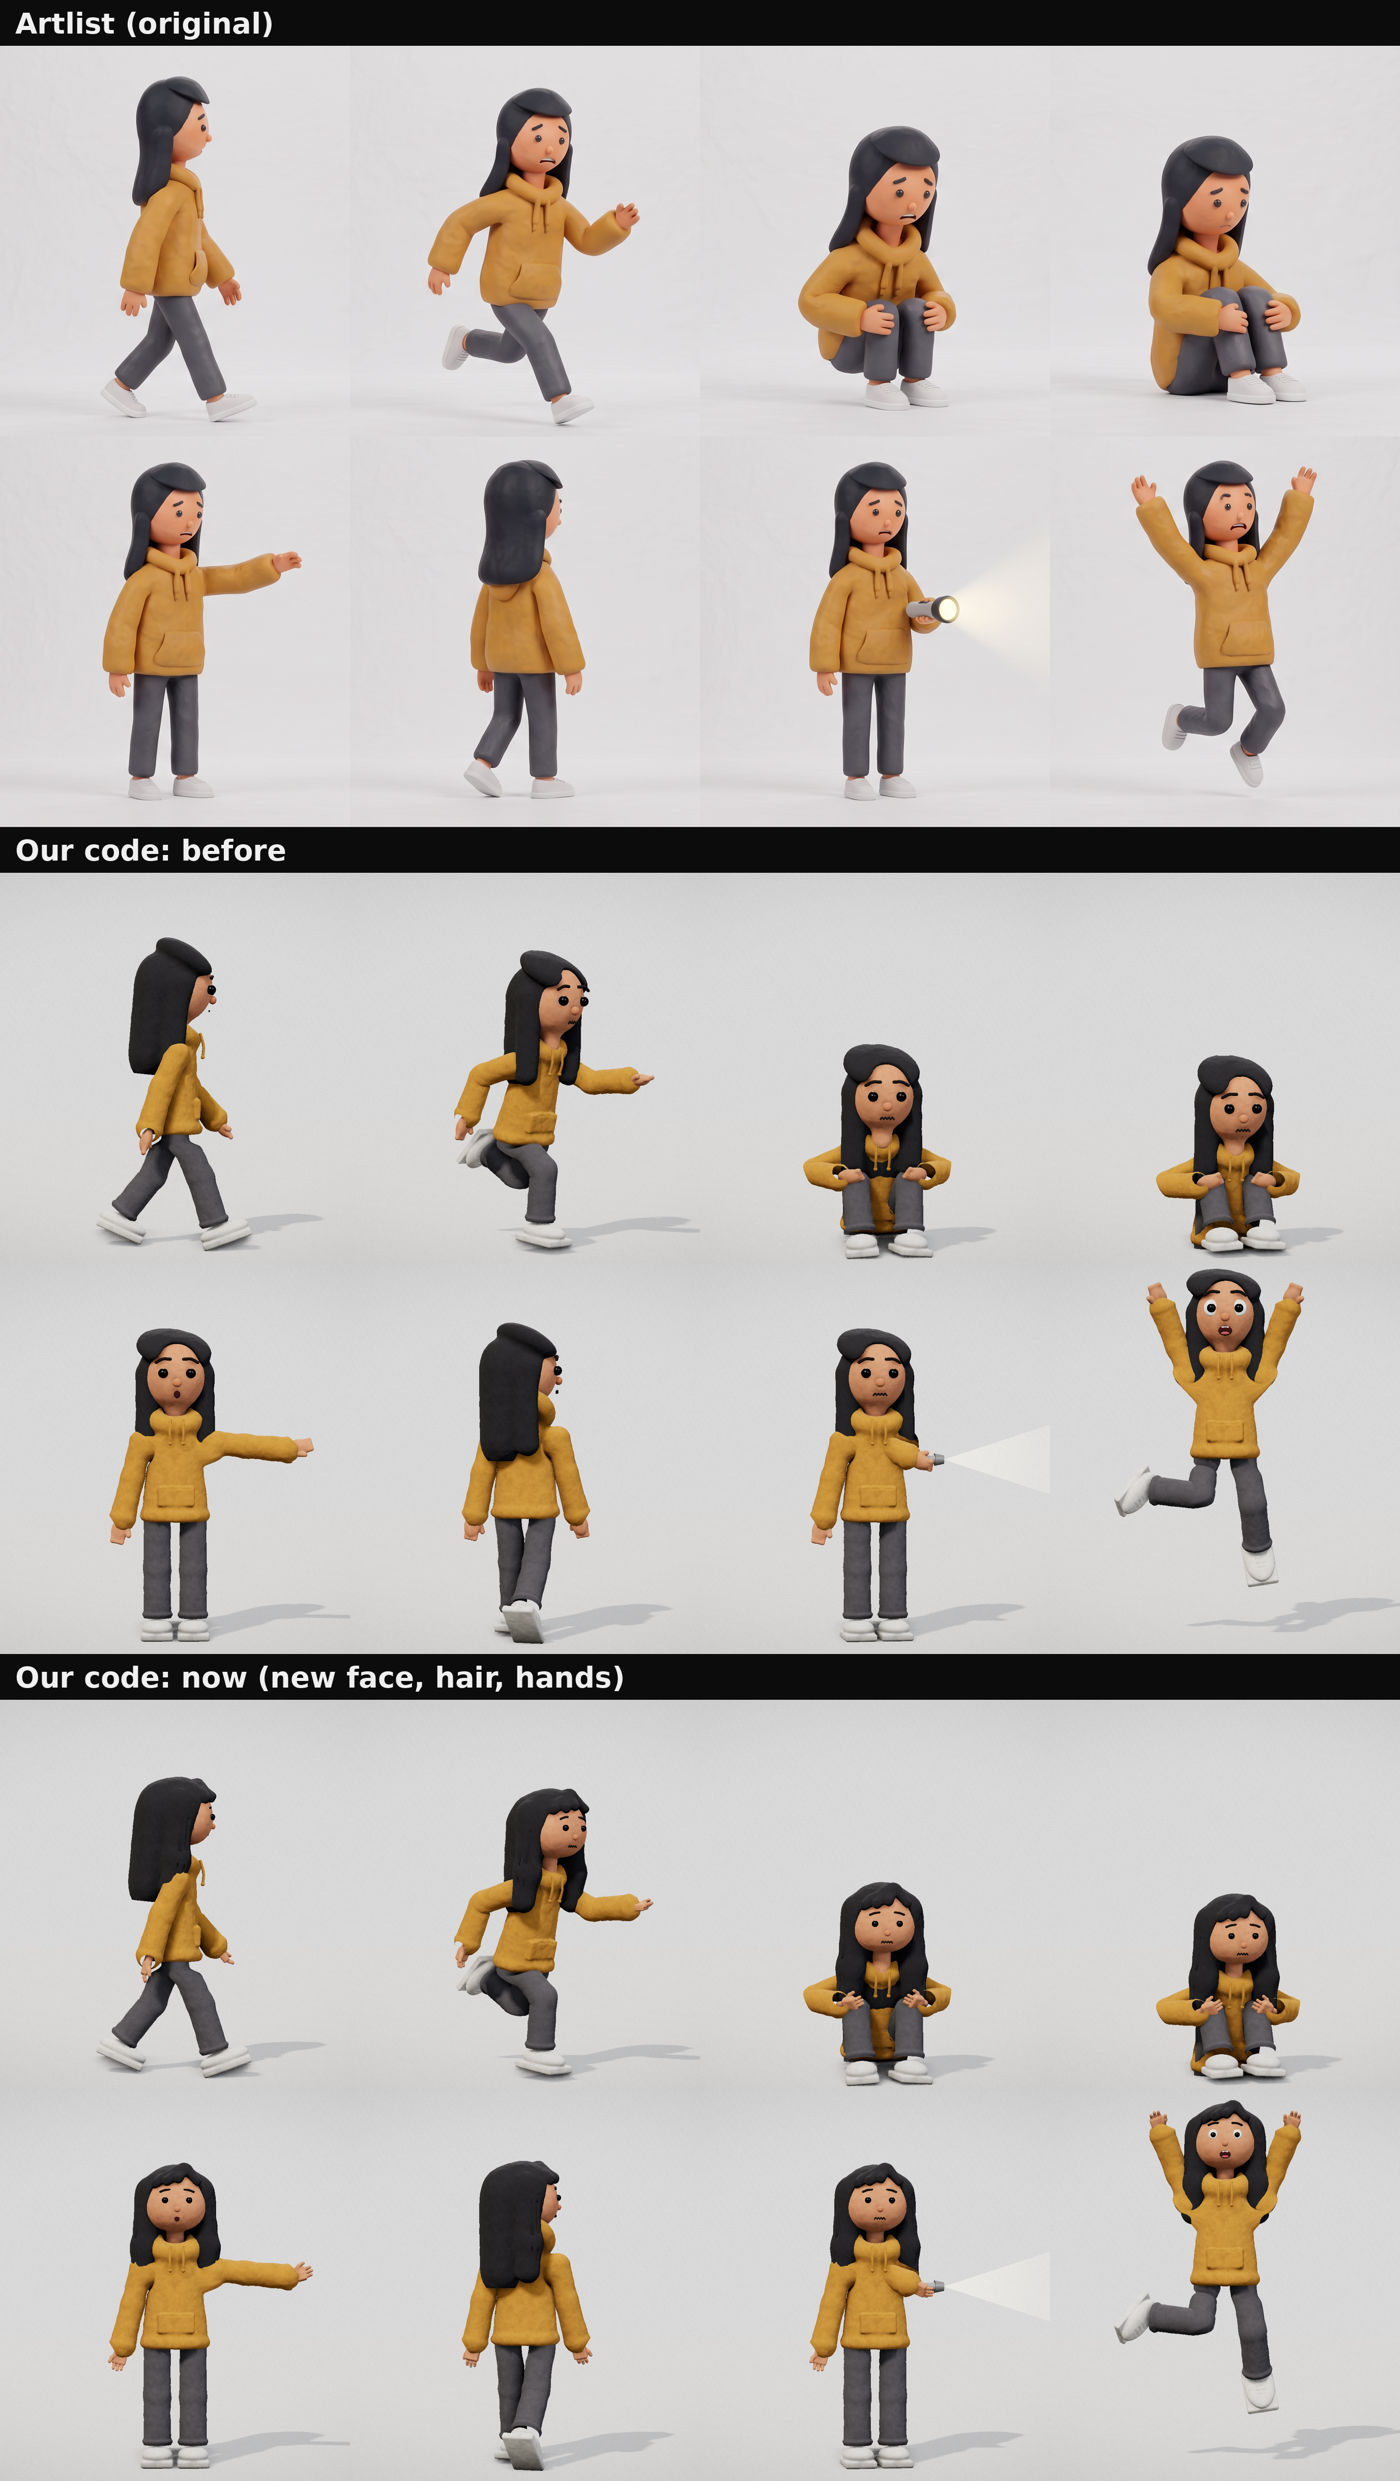 Artlist (original)
Our code: before
Our code: now (new face, hair, hands)